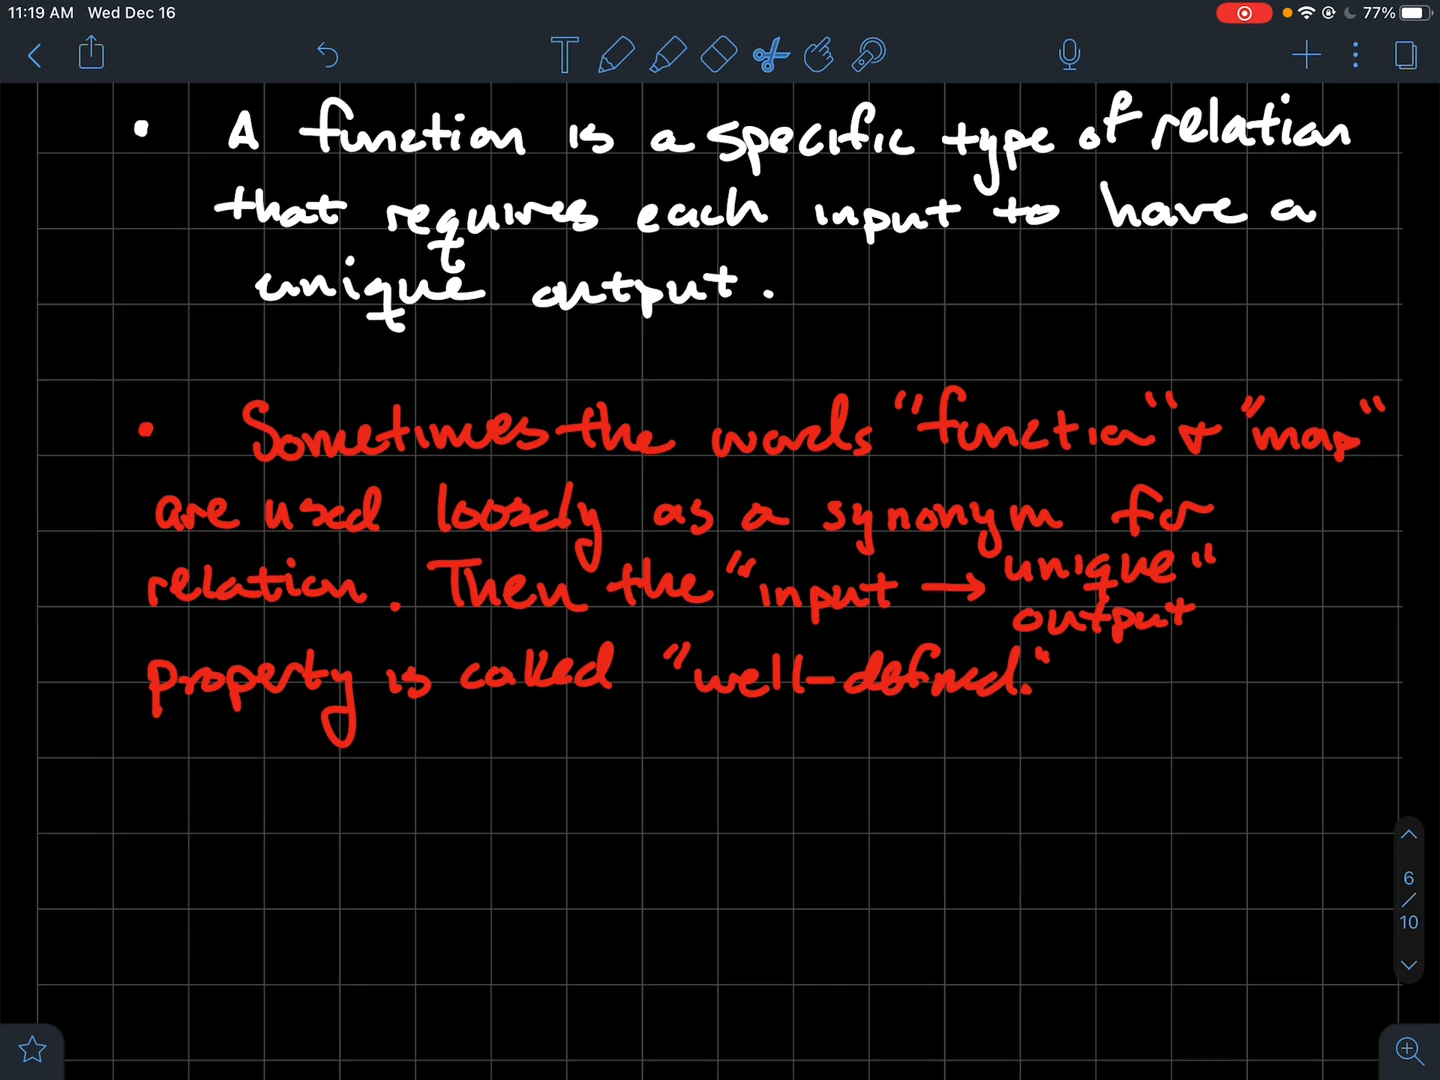 11:19 AM Wed Dec 16
77%
• A function is a specific type of relation
that requires each input to have a
unique output.
• Sometimes the words "function" & "map"
are used loosely as a synonym for
relation. Then the "input → unique"
output
property is called "well-defined."
6
/
10